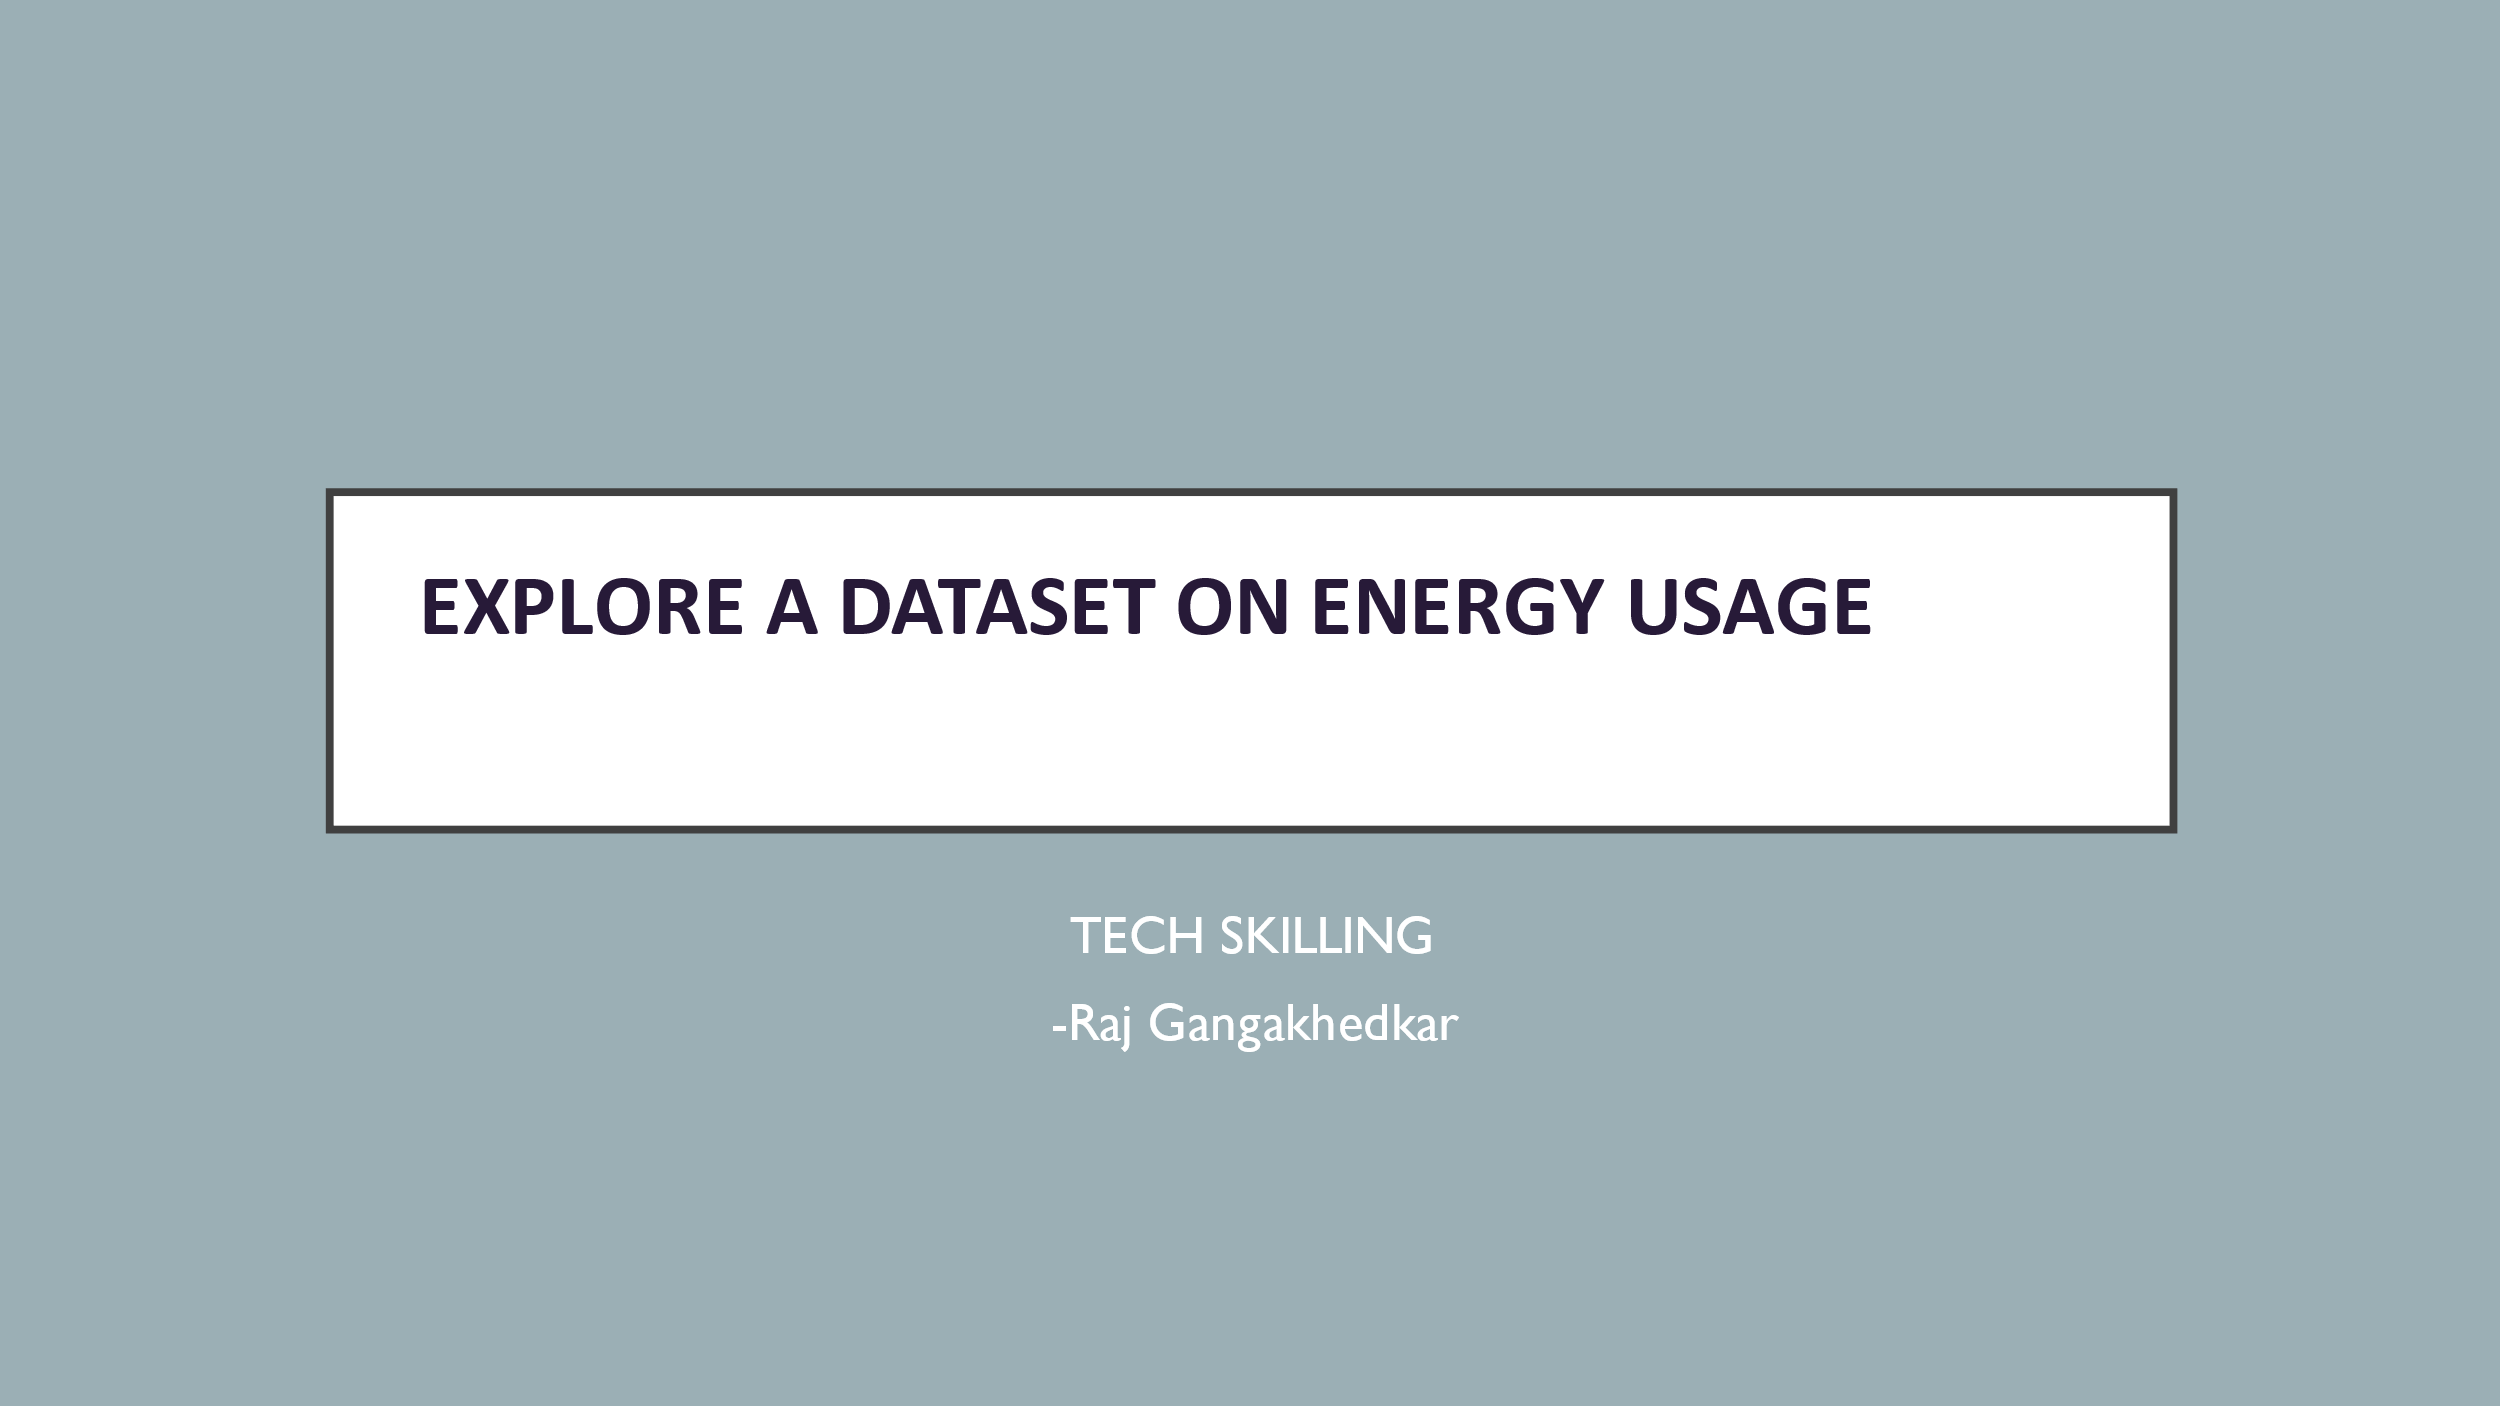 EXPLORE A DATASET ON ENERGY USAGE
TECH SKILLING
-Raj Gangakhedkar